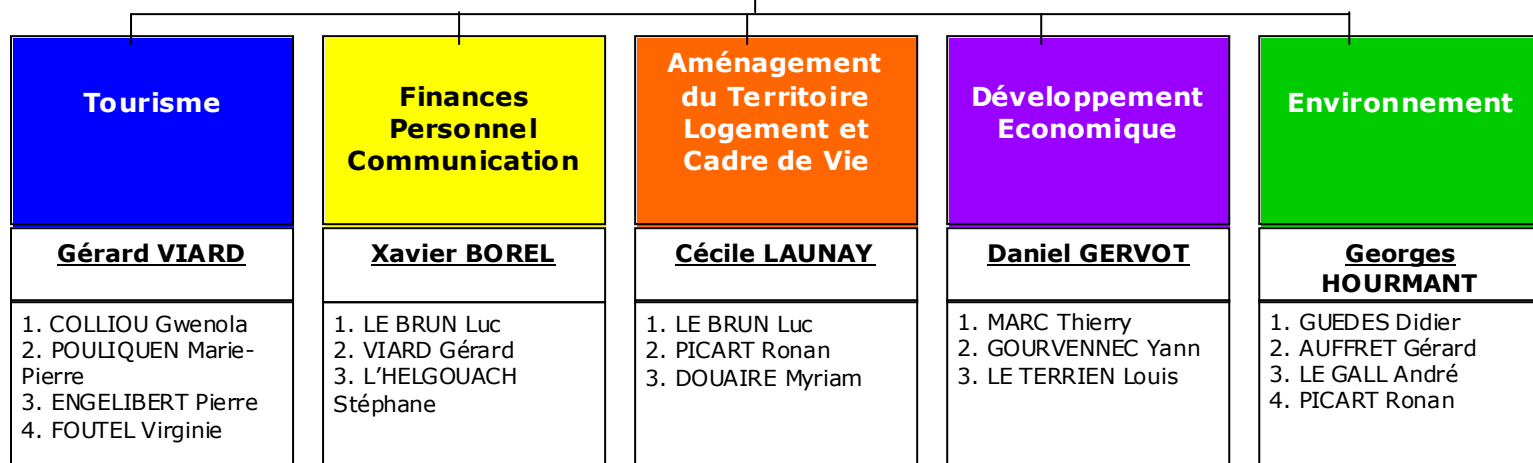 Tourisme
Finances
Personnel
Communication
Aménagement
du Territoire
Logement et
Cadre de Vie
Développement
Economique
Environnement
Gérard VIARD
Xavier BOREL
Cécile LAUNAY
Daniel GERVOT
Georges
HOURMANT
1. COLLIOU Gwenola
2. POULIQUEN Marie-
Pierre
3. ENGELIBERT Pierre
4. FOUTEL Virginie
1. LE BRUN Luc
2. VIARD Gérard
3. L’HELGOUACH
Stéphane
1. LE BRUN Luc
2. PICART Ronan
3. DOUAIRE Myriam
1. MARC Thierry
2. GOURVENNEC Yann
3. LE TERRIEN Louis
1. GUEDES Didier
2. AUFFRET Gérard
3. LE GALL André
4. PICART Ronan